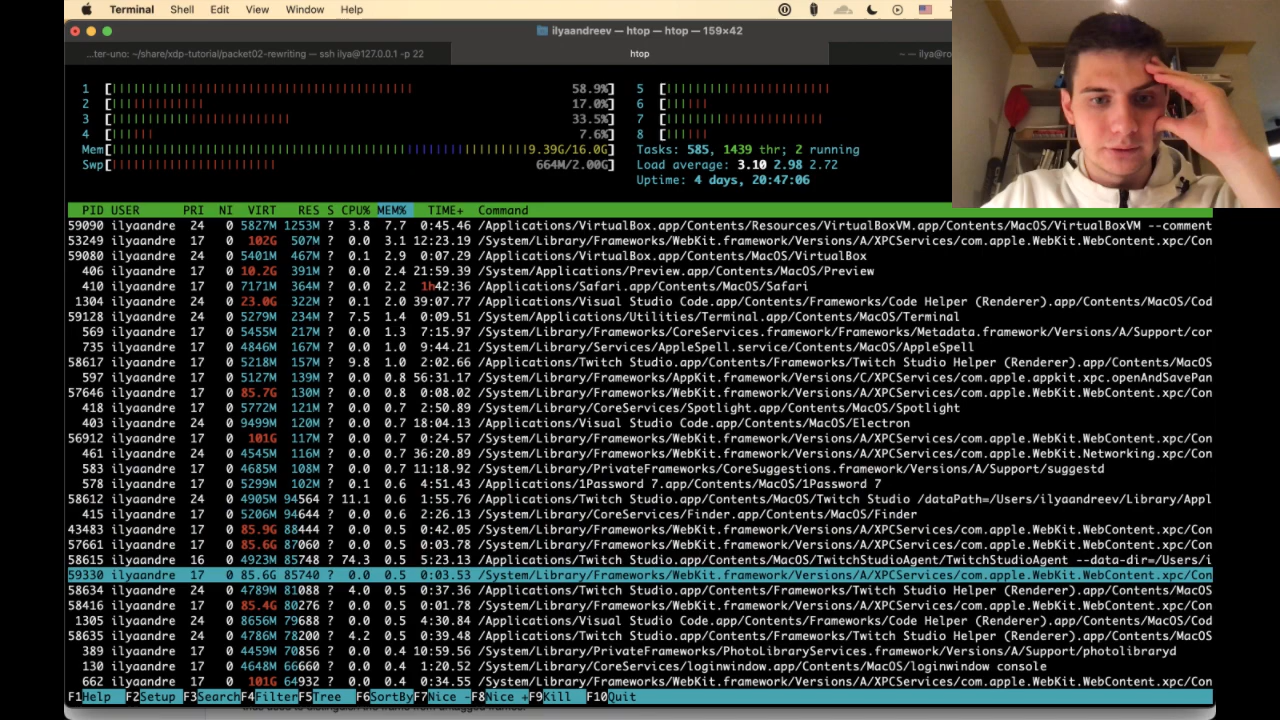 Terminal Shell Edit View Window Help
ilyaandreev — htop — htop — 159×42
...ter-uno: ~/share/xdp-tutorial/packet02-rewriting — ssh ilya@127.0.0.1 -p 22 htop ~ — ilya@ro
1 [ 58.9%] 5 [
2 [ 17.0%] 6 [
3 [ 33.5%] 7 [
4 [ 7.6%] 8 [
Mem[ 9.39G/16.0G] Tasks: 585, 1439 thr; 2 running
Swp[ 664M/2.00G] Load average: 3.10 2.98 2.72
Uptime: 4 days, 20:47:06
PID USER PRI NI VIRT RES S CPU% MEM% TIME+ Command
59090 ilyaandre 24 0 5827M 1253M ? 3.8 7.7 0:45.46 /Applications/VirtualBox.app/Contents/Resources/VirtualBoxVM.app/Contents/MacOS/VirtualBoxVM --comment
53249 ilyaandre 17 0 102G 507M ? 0.0 3.1 12:23.19 /System/Library/Frameworks/WebKit.framework/Versions/A/XPCServices/com.apple.WebKit.WebContent.xpc/Con
59080 ilyaandre 24 0 5401M 467M ? 0.1 2.9 0:07.29 /Applications/VirtualBox.app/Contents/MacOS/VirtualBox
406 ilyaandre 17 0 10.2G 391M ? 0.0 2.4 21:59.39 /System/Applications/Preview.app/Contents/MacOS/Preview
410 ilyaandre 17 0 7171M 364M ? 0.0 2.2 1h42:36 /Applications/Safari.app/Contents/MacOS/Safari
1304 ilyaandre 24 0 23.0G 322M ? 0.1 2.0 39:07.77 /Applications/Visual Studio Code.app/Contents/Frameworks/Code Helper (Renderer).app/Contents/MacOS/Cod
59128 ilyaandre 24 0 5279M 234M ? 7.5 1.4 0:09.51 /System/Applications/Utilities/Terminal.app/Contents/MacOS/Terminal
569 ilyaandre 17 0 5455M 217M ? 0.0 1.3 7:15.97 /System/Library/Frameworks/CoreServices.framework/Frameworks/Metadata.framework/Versions/A/Support/cor
735 ilyaandre 17 0 4846M 167M ? 0.0 1.0 9:44.21 /System/Library/Services/AppleSpell.service/Contents/MacOS/AppleSpell
58617 ilyaandre 24 0 5218M 157M ? 9.8 1.0 2:02.66 /Applications/Twitch Studio.app/Contents/Frameworks/Twitch Studio Helper (Renderer).app/Contents/MacOS
597 ilyaandre 17 0 5127M 139M ? 0.0 0.8 56:31.17 /System/Library/Frameworks/AppKit.framework/Versions/C/XPCServices/com.apple.appkit.xpc.openAndSavePan
57646 ilyaandre 17 0 85.7G 130M ? 0.0 0.8 0:08.02 /System/Library/Frameworks/WebKit.framework/Versions/A/XPCServices/com.apple.WebKit.WebContent.xpc/Con
418 ilyaandre 17 0 5772M 121M ? 0.0 0.7 2:50.89 /System/Library/CoreServices/Spotlight.app/Contents/MacOS/Spotlight
403 ilyaandre 24 0 9499M 120M ? 0.0 0.7 18:04.13 /Applications/Visual Studio Code.app/Contents/MacOS/Electron
56912 ilyaandre 17 0 101G 117M ? 0.0 0.7 0:24.57 /System/Library/Frameworks/WebKit.framework/Versions/A/XPCServices/com.apple.WebKit.WebContent.xpc/Con
461 ilyaandre 24 0 4545M 116M ? 0.0 0.7 36:20.89 /System/Library/Frameworks/WebKit.framework/Versions/A/XPCServices/com.apple.WebKit.Networking.xpc/Con
583 ilyaandre 17 0 4685M 108M ? 0.0 0.7 11:18.92 /System/Library/PrivateFrameworks/CoreSuggestions.framework/Versions/A/Support/suggestd
578 ilyaandre 17 0 5299M 102M ? 0.1 0.6 4:51.43 /Applications/1Password 7.app/Contents/MacOS/1Password 7
58612 ilyaandre 24 0 4905M 94564 ? 11.1 0.6 1:55.76 /Applications/Twitch Studio.app/Contents/MacOS/Twitch Studio /dataPath=/Users/ilyaandreev/Library/Appl
415 ilyaandre 17 0 5206M 94644 ? 0.0 0.6 2:26.13 /System/Library/CoreServices/Finder.app/Contents/MacOS/Finder
43483 ilyaandre 17 0 85.9G 88444 ? 0.0 0.5 0:42.05 /System/Library/Frameworks/WebKit.framework/Versions/A/XPCServices/com.apple.WebKit.WebContent.xpc/Con
57661 ilyaandre 17 0 85.6G 87060 ? 0.0 0.5 0:03.78 /System/Library/Frameworks/WebKit.framework/Versions/A/XPCServices/com.apple.WebKit.WebContent.xpc/Con
58615 ilyaandre 16 0 4923M 85748 ? 74.3 0.5 5:23.13 /Applications/Twitch Studio.app/Contents/MacOS/TwitchStudioAgent/TwitchStudioAgent --data-dir=/Users/i
59330 ilyaandre 17 0 85.6G 85740 ? 0.0 0.5 0:03.53 /System/Library/Frameworks/WebKit.framework/Versions/A/XPCServices/com.apple.WebKit.WebContent.xpc/Con
58634 ilyaandre 24 0 4789M 81088 ? 4.0 0.5 0:37.36 /Applications/Twitch Studio.app/Contents/Frameworks/Twitch Studio Helper (Renderer).app/Contents/MacOS
58416 ilyaandre 17 0 85.4G 80276 ? 0.0 0.5 0:01.78 /System/Library/Frameworks/WebKit.framework/Versions/A/XPCServices/com.apple.WebKit.WebContent.xpc/Con
1305 ilyaandre 24 0 8656M 79688 ? 0.0 0.5 4:30.84 /Applications/Visual Studio Code.app/Contents/Frameworks/Code Helper (Renderer).app/Contents/MacOS/Cod
58635 ilyaandre 24 0 4786M 78200 ? 4.2 0.5 0:39.48 /Applications/Twitch Studio.app/Contents/Frameworks/Twitch Studio Helper (Renderer).app/Contents/MacOS
389 ilyaandre 17 0 4459M 70856 ? 0.0 0.4 10:59.56 /System/Library/PrivateFrameworks/PhotoLibraryServices.framework/Versions/A/Support/photolibraryd
130 ilyaandre 17 0 4648M 66660 ? 0.0 0.4 1:20.52 /System/Library/CoreServices/loginwindow.app/Contents/MacOS/loginwindow console
662 ilyaandre 17 0 101G 64932 ? 0.0 0.4 0:34.55 /System/Library/Frameworks/WebKit.framework/Versions/A/XPCServices/com.apple.WebKit.WebContent.xpc/Con
F1Help F2Setup F3SearchF4FilterF5Tree F6SortByF7Nice -F8Nice +F9Kill F10Quit